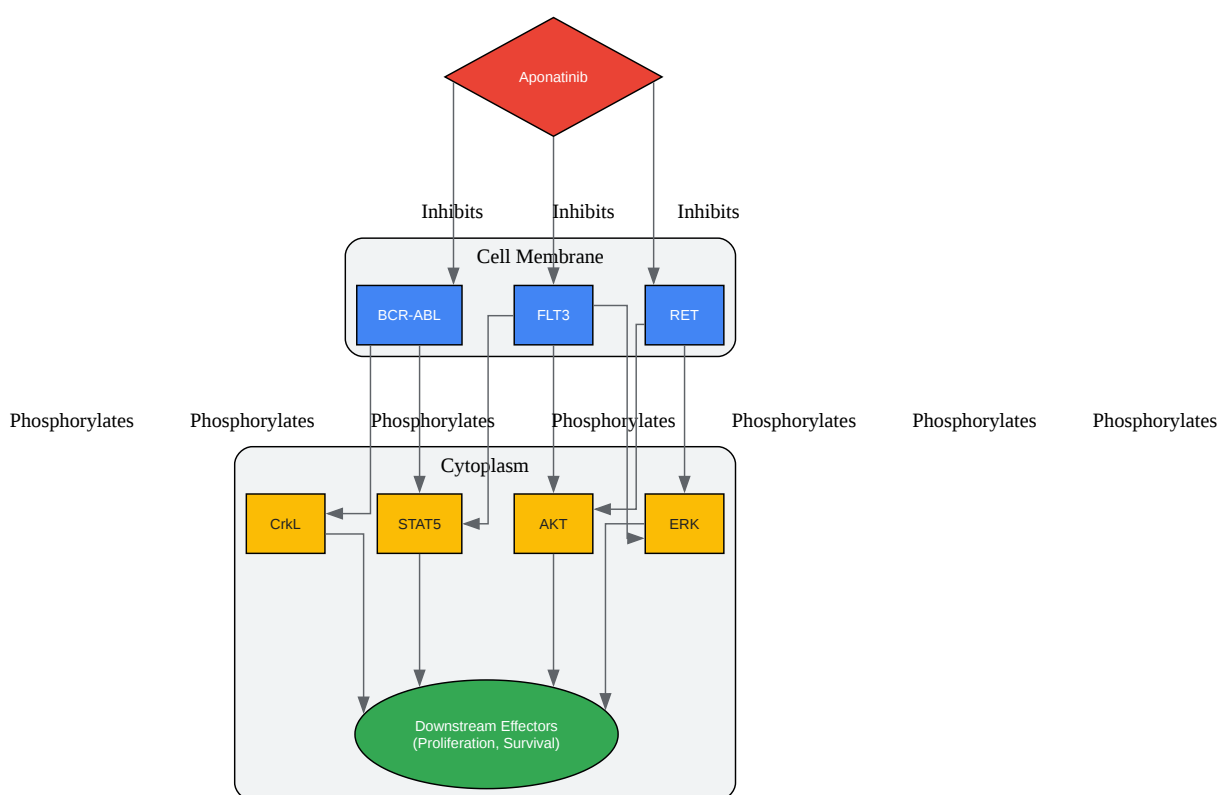 Aponatinib
Inhibits
Inhibits
Inhibits
Cell Membrane
BCR-ABL
FLT3
RET
Phosphorylates
Phosphorylates
Phosphorylates
Phosphorylates
Phosphorylates
Phosphorylates
Phosphorylates
Cytoplasm
CrkL
STAT5
AKT
ERK
Downstream Effectors
(Proliferation, Survival)